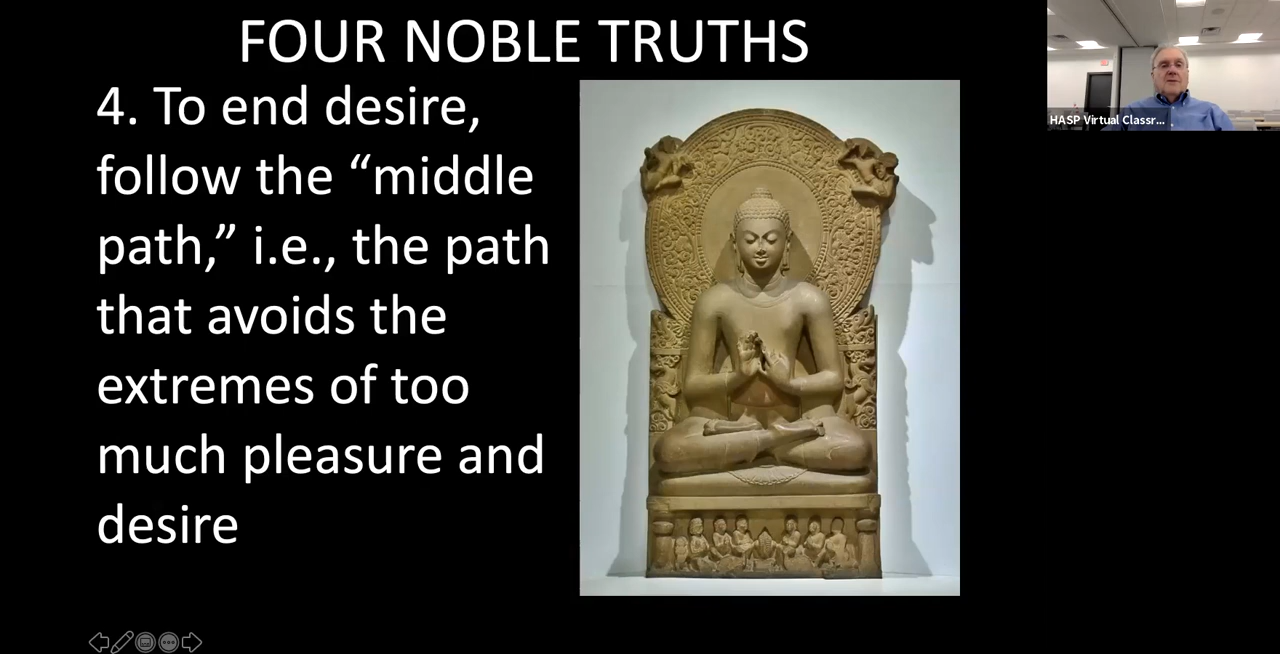 FOUR NOBLE TRUTHS
4. To end desire,
follow the “middle
path,” i.e., the path
that avoids the
extremes of too
much pleasure and
desire
HASP Virtual Classr...